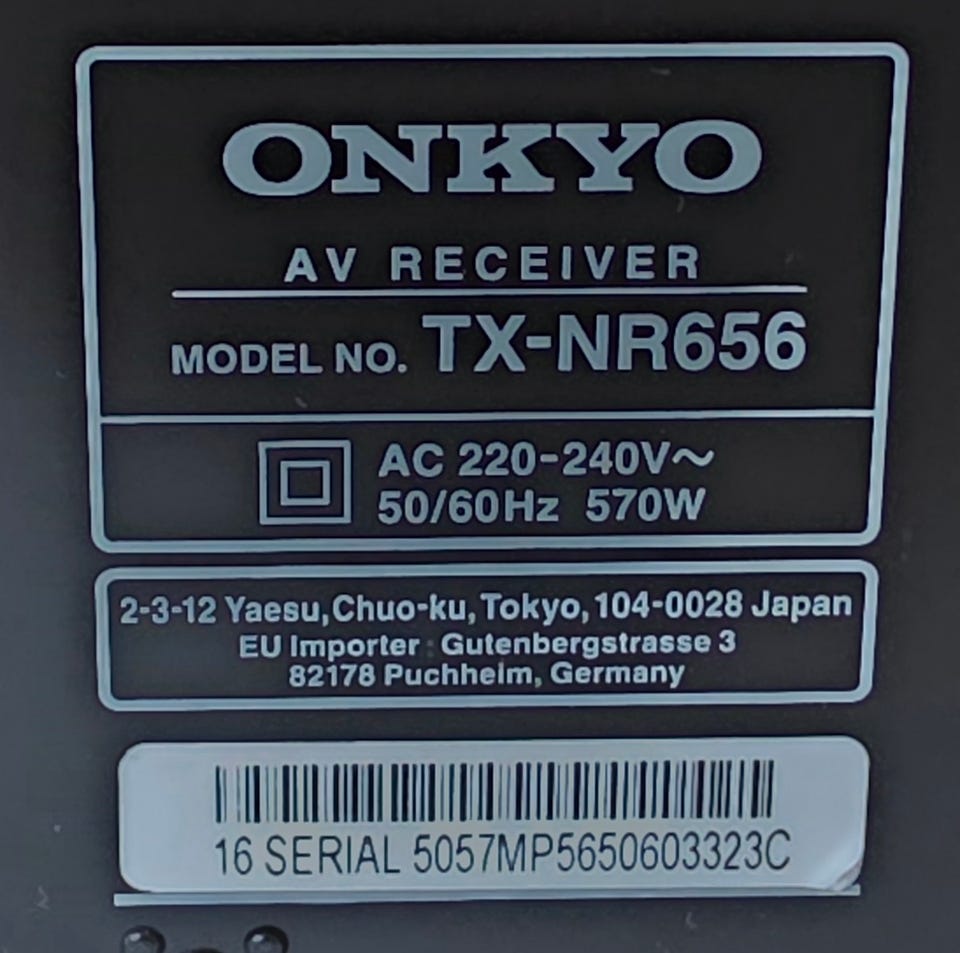 ONKYO
AV RECEIVER
MODEL NO. TX-NR656
AC 220-240V~
50/60Hz 570W
2-3-12 Yaesu, Chuo-ku, Tokyo, 104-0028 Japan
EU Importer : Gutenbergstrasse 3
82178 Puchheim, Germany
16 SERIAL 5057MP5650603323C